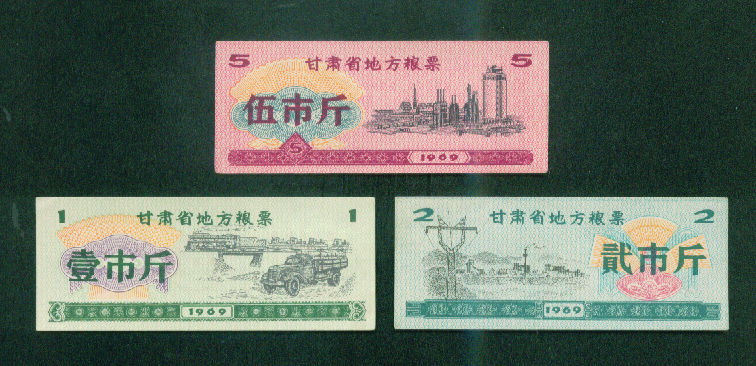 5 甘肃省地方粮票 5
伍市斤
5
1969
1 甘肃省地方粮票 1
壹市斤
1969
2 甘肃省地方粮票 2
贰市斤
1969